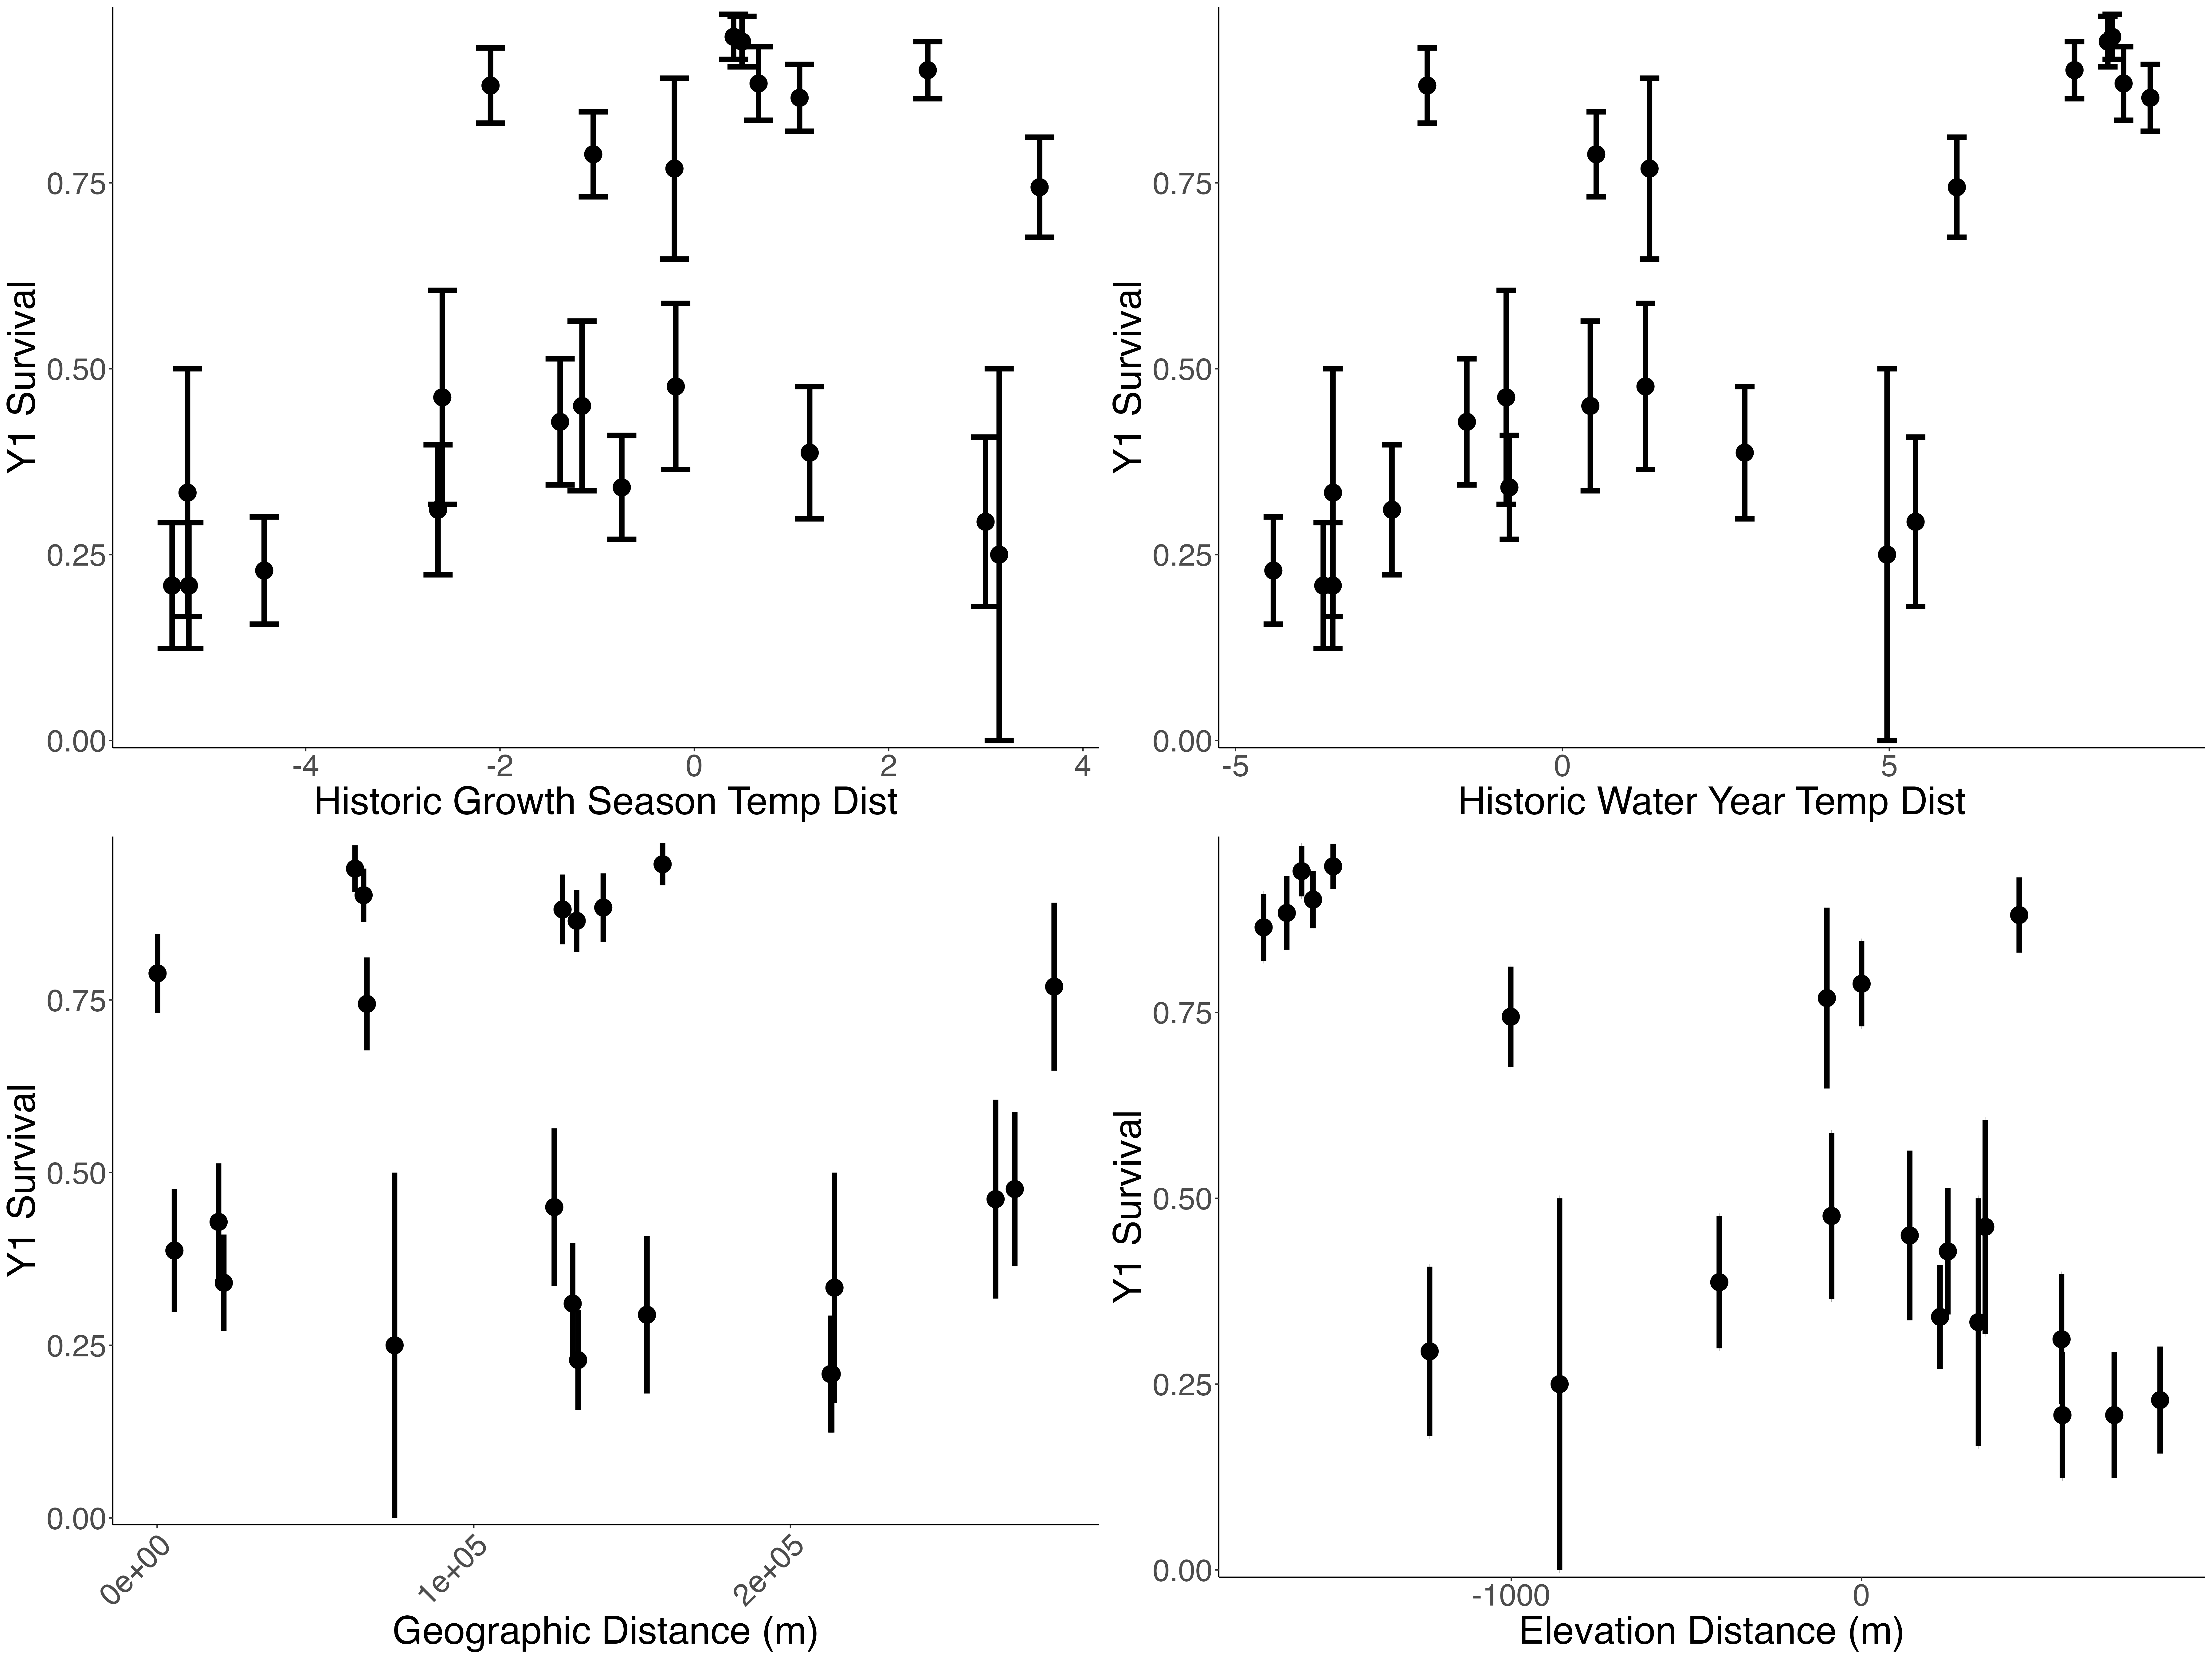 Y1 Survival
0.75
0.50
0.25
0.00
-4 -2 0 2 4
Historic Growth Season Temp Dist
Y1 Survival
0.75
0.50
0.25
0.00
-5 0 5
Historic Water Year Temp Dist
Y1 Survival
0.75
0.50
0.25
0.00
0e+00 1e+05 2e+05
Geographic Distance (m)
Y1 Survival
0.75
0.50
0.25
0.00
-1000 0
Elevation Distance (m)